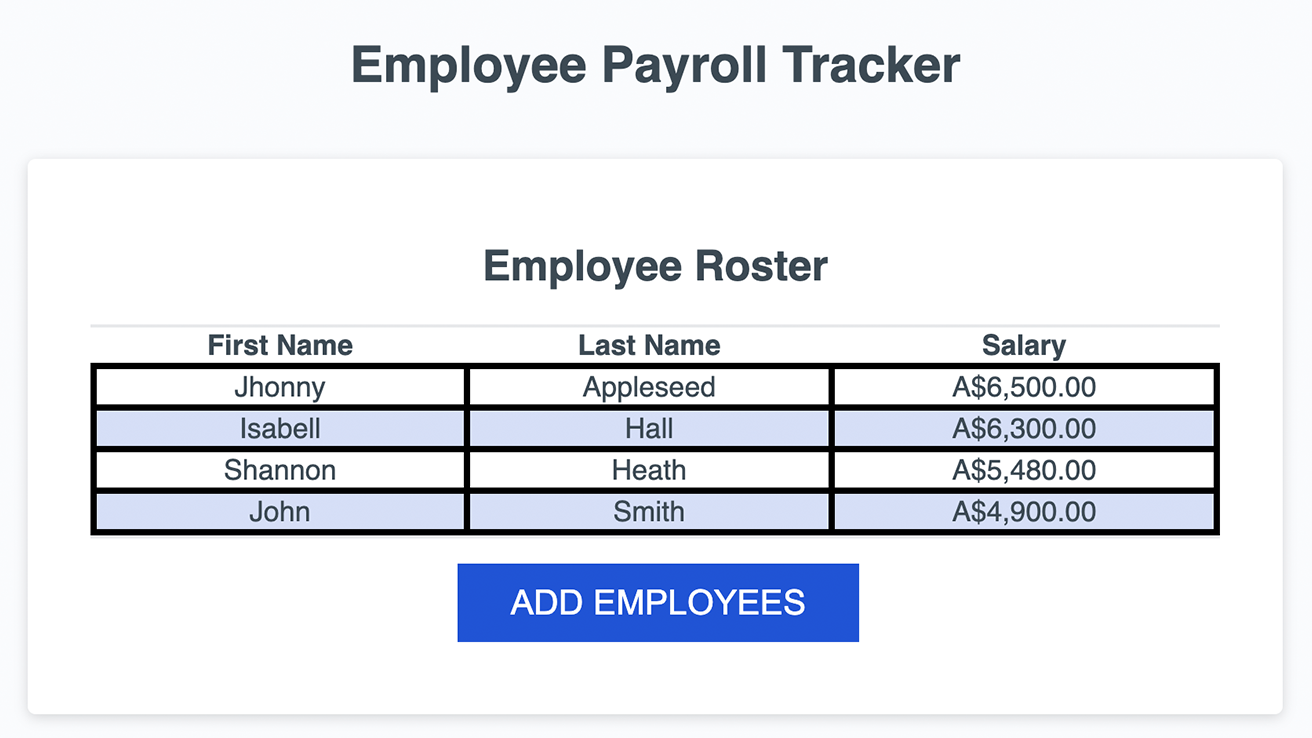 Employee Payroll Tracker
Employee Roster
First Name Last Name Salary
Jhonny Appleseed A$6,500.00
Isabell Hall A$6,300.00
Shannon Heath A$5,480.00
John Smith A$4,900.00
ADD EMPLOYEES